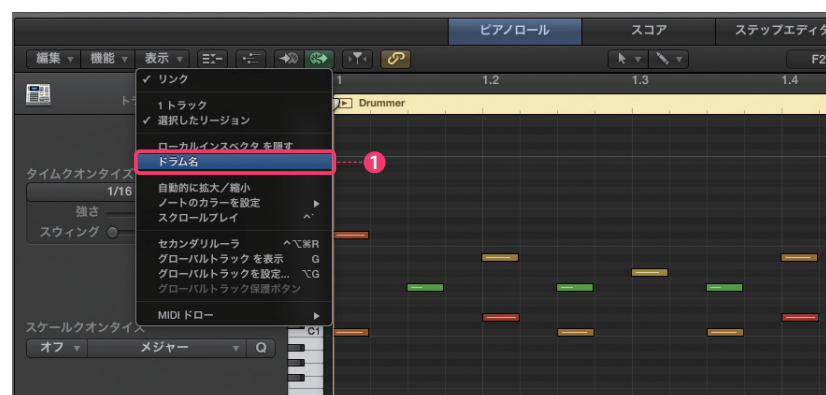 ピアノロール
スコア
ステップエディタ
編集
機能
表示
F2
✓ リンク
1
1.2
1.3
1.4
Drummer
1 トラック
✓ 選択したリージョン
ローカルインスペクタ を隠す
ドラム名
1
タイムクオンタイズ
1/16
自動的に拡大／縮小
ノートのカラーを設定
強さ
スクロールプレイ ^`
スウィング
セカンダリルーラ ^⌥⌘R
グローバルトラック を表示 G
グローバルトラックを設定... ⌥G
グローバルトラック保護ボタン
MIDI ドロー
スケールクオンタイズ
C1
オフ
メジャー
Q